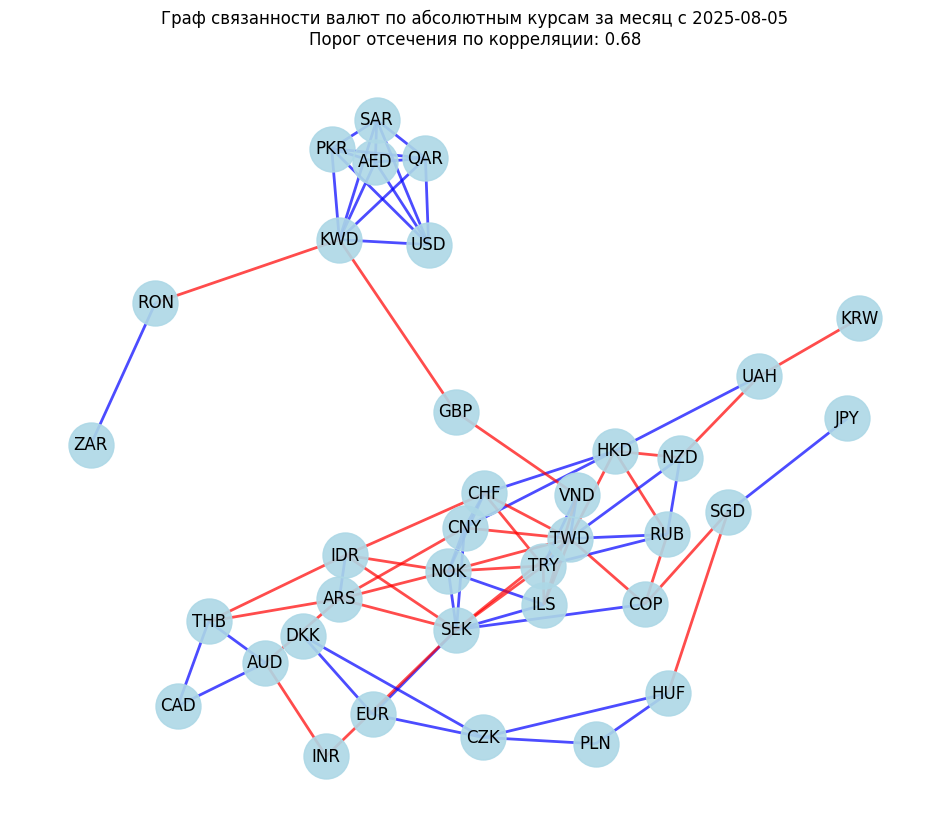 Граф связанности валют по абсолютным курсам за месяц с 2025-08-05
Порог отсечения по корреляции: 0.68
SAR
PKR
AED
QAR
KWD
USD
RON
KRW
UAH
GBP
JPY
ZAR
HKD
NZD
CHF
VND
SGD
CNY
TWD
RUB
IDR
TRY
NOK
ARS
ILS
COP
THB
SEK
DKK
AUD
HUF
CAD
EUR
CZK
PLN
INR